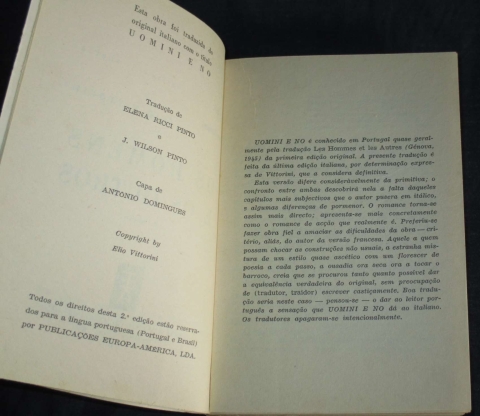 Esta obra foi traduzida do
original italiano com o título
UOMINI E NO
Tradução de
ELENA RICCI PINTO
e
J. WILSON PINTO
Capa de
ANTÓNIO DOMINGUES
Copyright by
Elio Vittorini
Todos os direitos desta 2.ª edição estão reserva-
dos para a língua portuguesa (Portugal e Brasil)
por PUBLICAÇÕES EUROPA-AMÉRICA, LDA.
UOMINI E NO é conhecido em Portugal quase geral-
mente pela tradução Les Hommes et les Autres (Génova,
1945) da primeira edição original. A presente tradução é
feita da última edição italiana, por determinação expres-
sa de Vittorini, que a considera definitiva.
Esta versão difere consideràvelmente da primitiva; o
confronto entre ambas descobrirá nela a falta daqueles
capítulos mais subjectivos que o autor pusera em itálico,
e algumas diferenças de pormenor. O romance torna-se
assim mais directo; apresenta-se mais concretamente
como o romance de acção que realmente é. Preferia-se
fazer obra fiel a amaciar as dificuldades da obra — cri-
tério, aliás, do autor da versão francesa. Àquele a quem
possam chocar as construções não usuais, a estranha mis-
tura de um estilo quase ascético com um florescer de
poesia a cada passo, a ousadia ora seca ora a tocar o
barroco, creia que se procurou tanto quanto possível dar
a equivalência verdadeira do original, sem preocupação
de (tradutor, traidor) escrever castiçamente. Boa tradu-
ção seria neste caso — pensou-se — o dar ao leitor por-
tuguês a sensação que UOMINI E NO dá ao italiano.
Os tradutores apagaram-se intencionalmente.